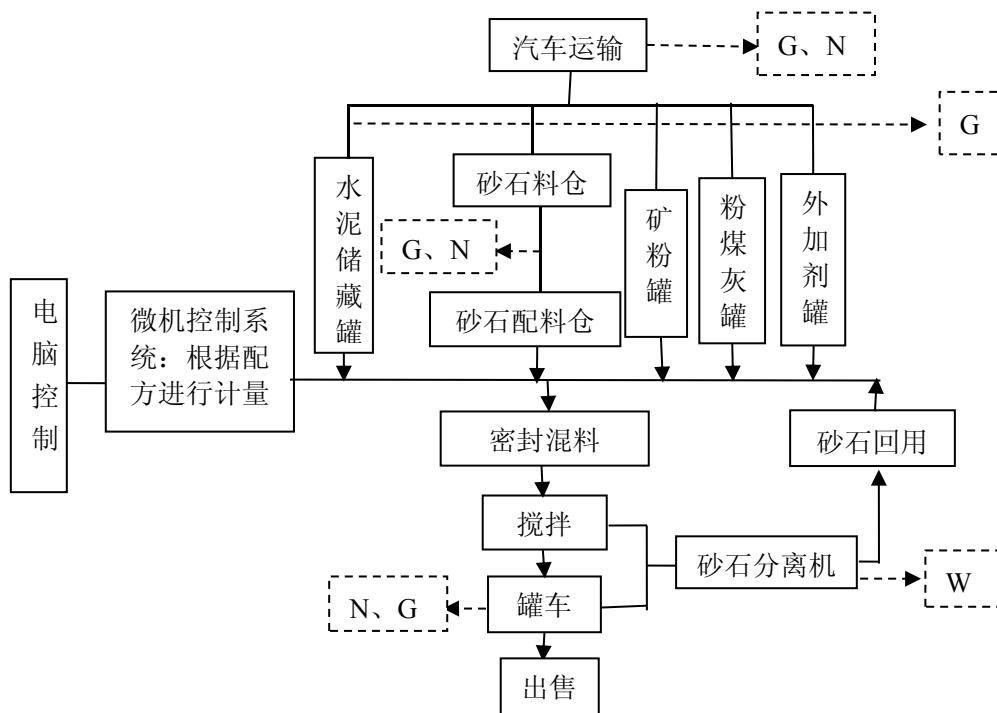 汽车运输
G、N
G
水泥储藏罐
砂石料仓
矿粉罐
粉煤灰罐
外加剂罐
G、N
砂石配料仓
电脑控制
微机控制系
统：根据配
方进行计量
密封混料
砂石回用
搅拌
砂石分离机
W
N、G
罐车
出售